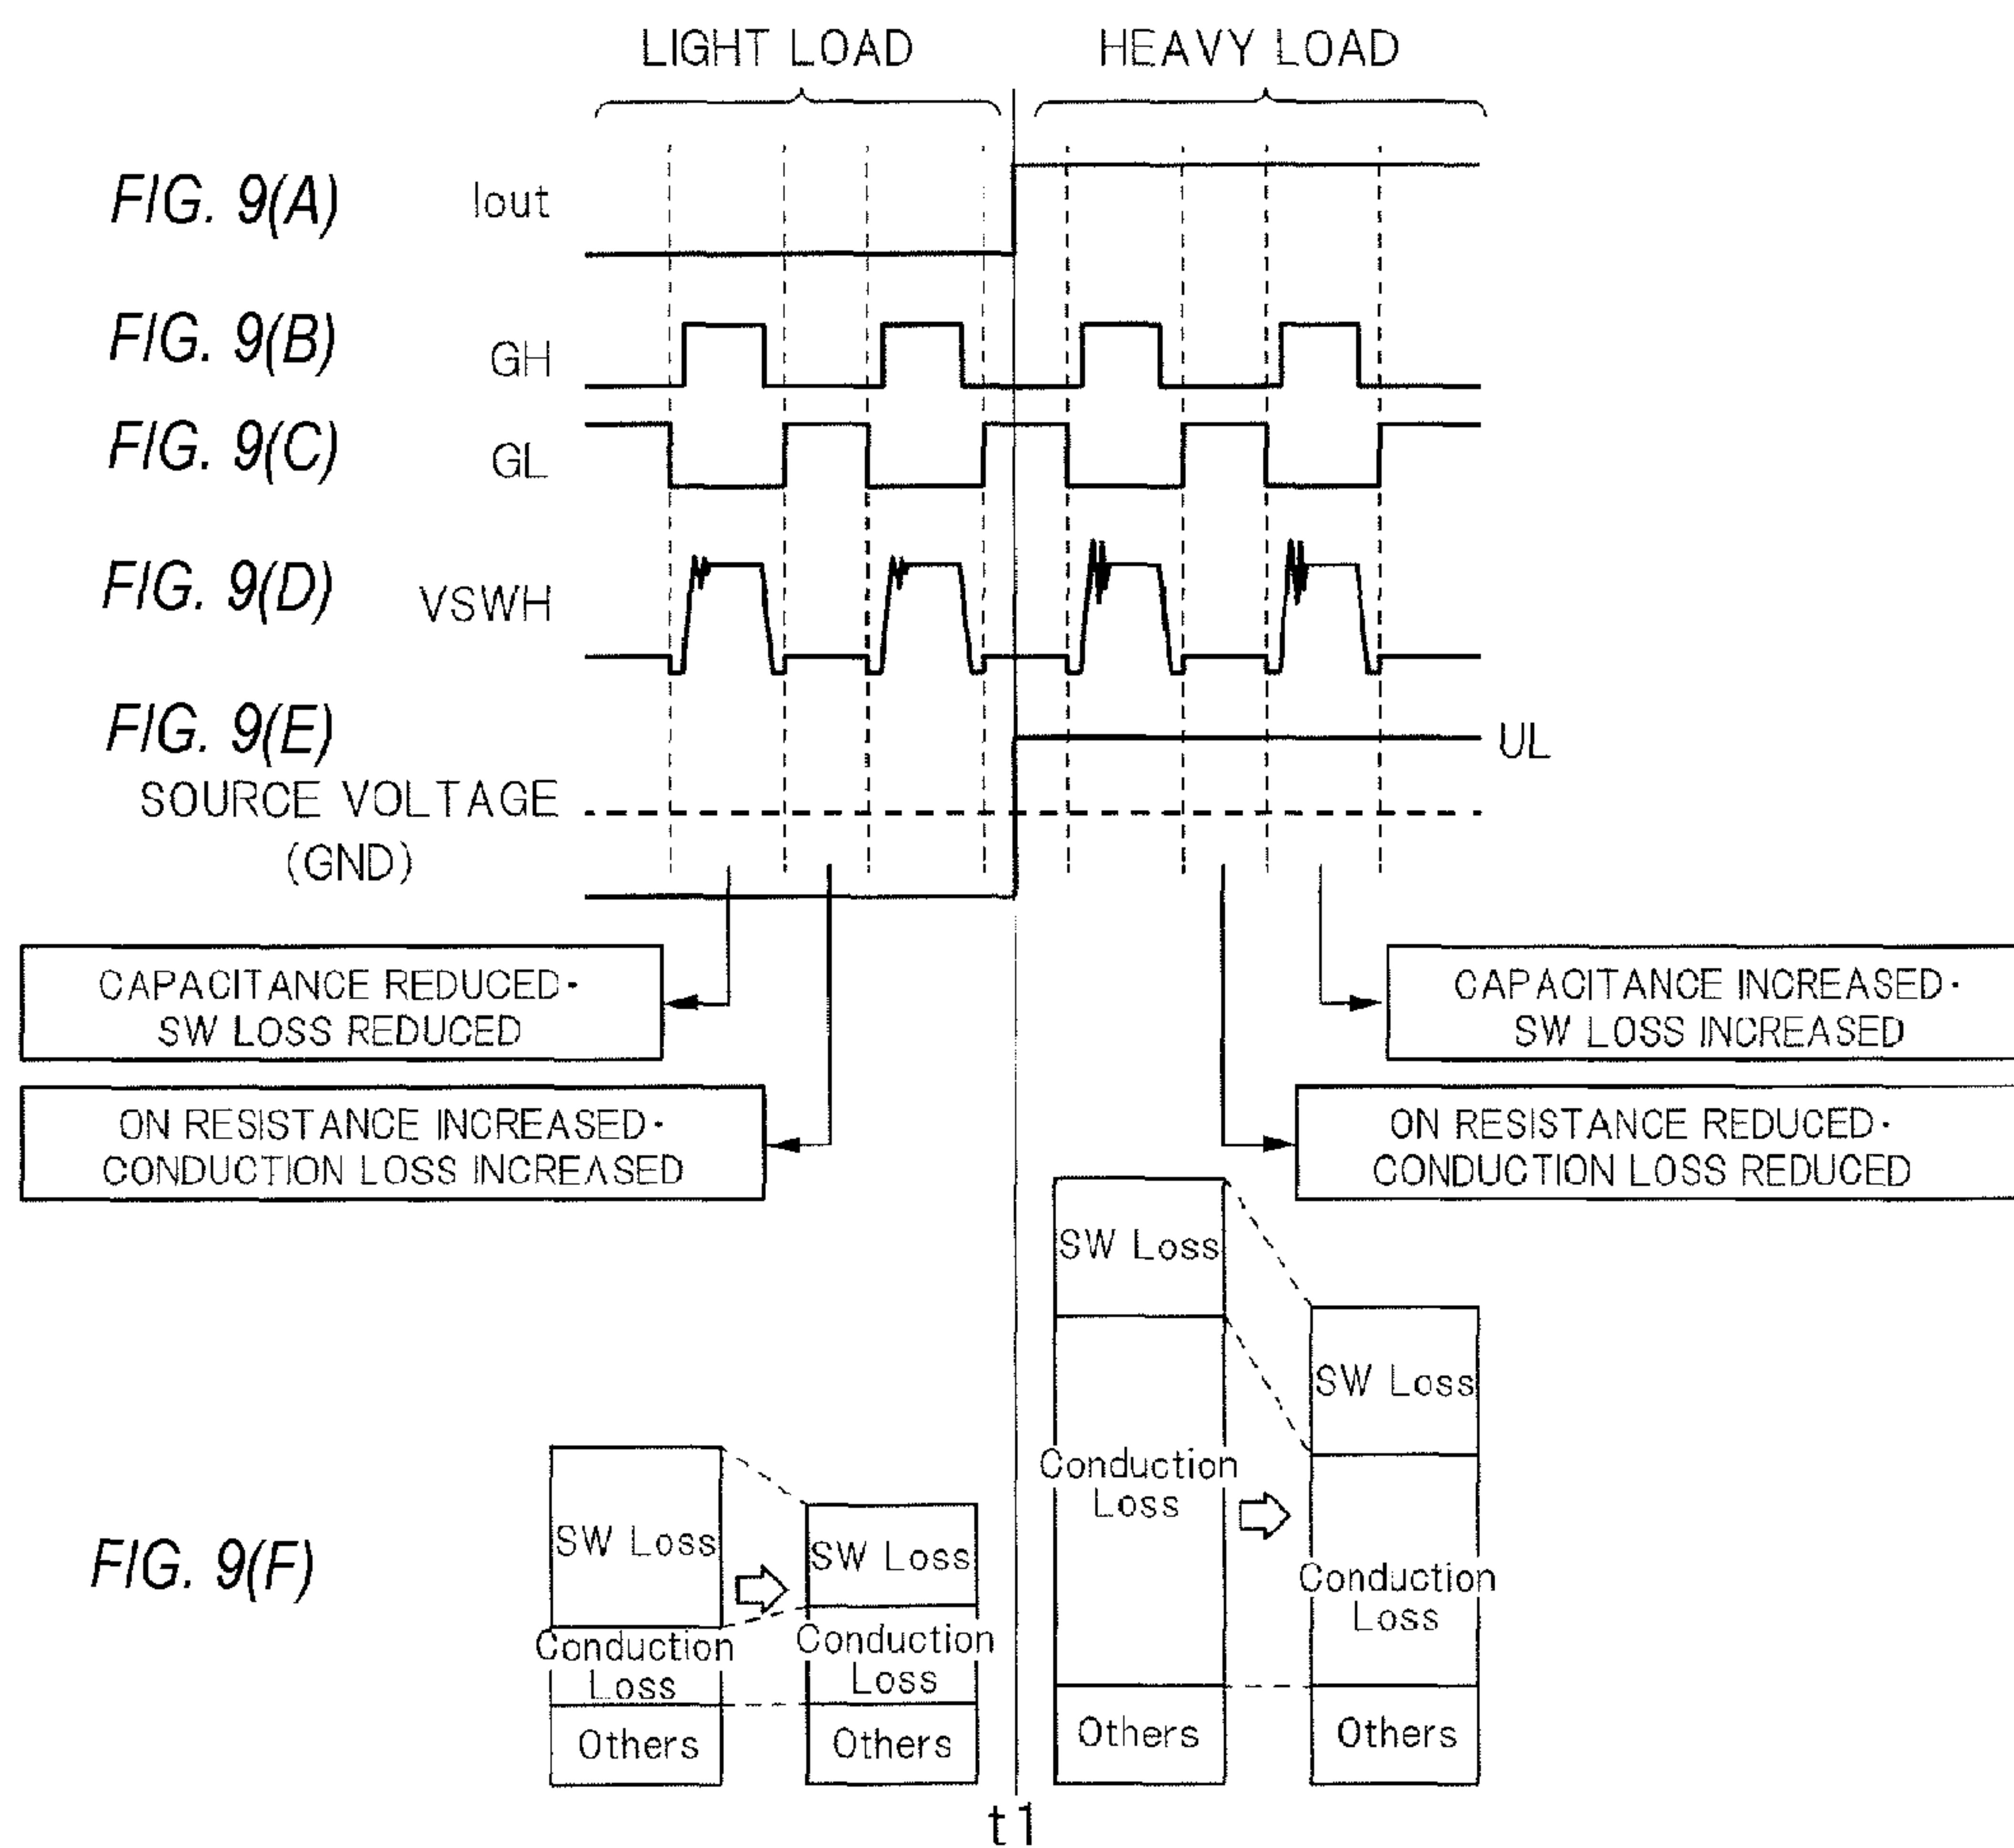 LIGHT LOAD
HEAVY LOAD
FIG. 9(A)
Iout
FIG. 9(B)
GH
FIG. 9(C)
GL
FIG. 9(D)
VSWH
FIG. 9(E)
UL
SOURCE VOLTAGE
(GND)
CAPACITANCE REDUCED·
SW LOSS REDUCED
CAPACITANCE INCREASED·
SW LOSS INCREASED
ON RESISTANCE INCREASED·
CONDUCTION LOSS INCREASED
ON RESISTANCE REDUCED·
CONDUCTION LOSS REDUCED
FIG. 9(F)
SW Loss
Conduction
Loss
Others
SW Loss
Conduction
Loss
Others
SW Loss
Conduction
Loss
Others
SW Loss
Conduction
Loss
Others
t1